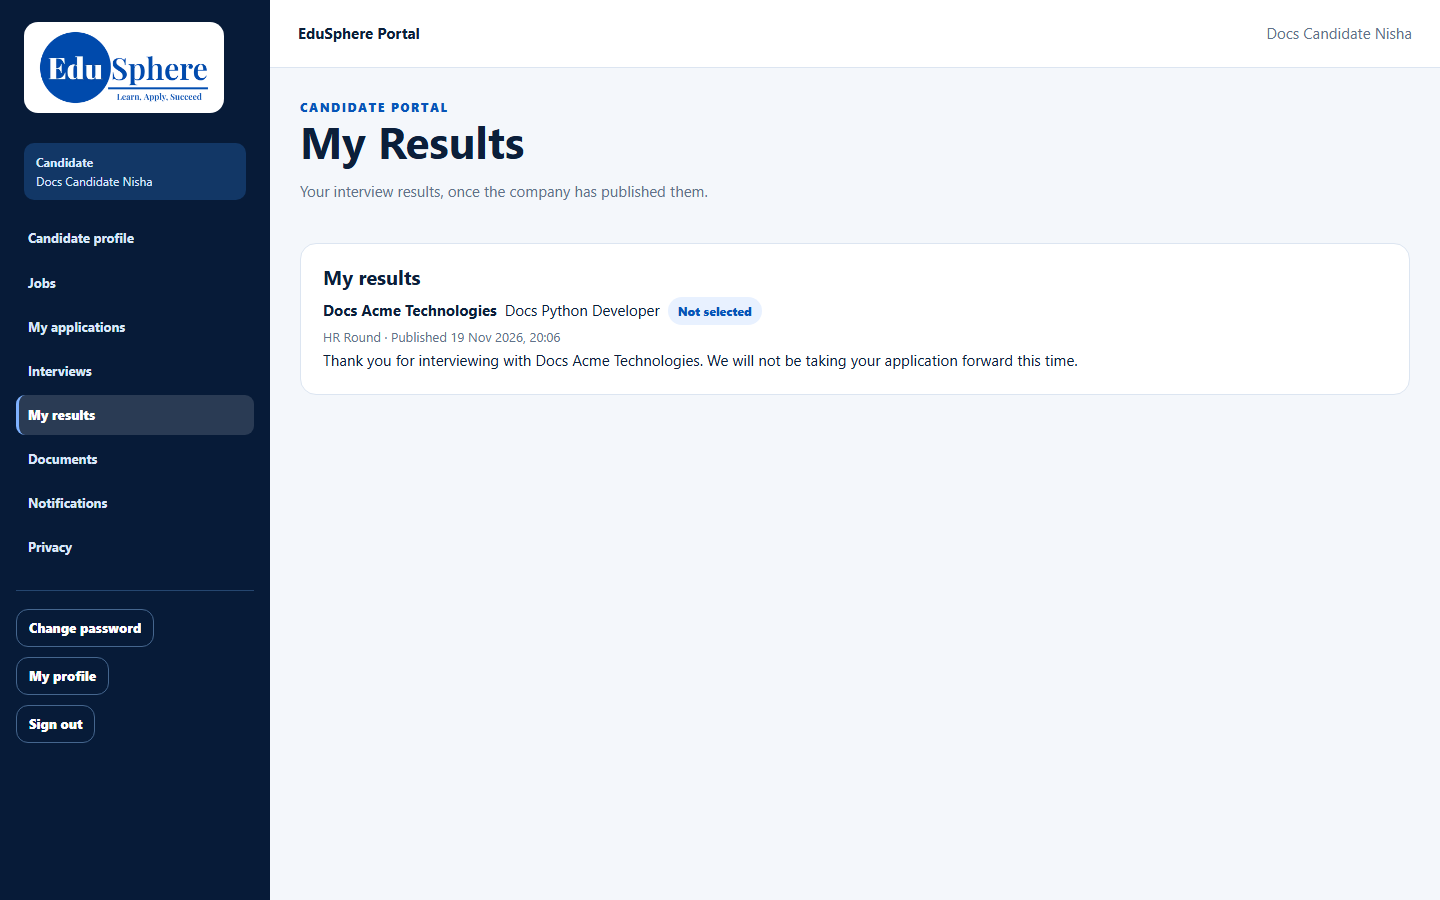 Edu Sphere
Learn. Apply, Succeed
Candidate
Docs Candidate Nisha
Candidate profile
Jobs
My applications
Interviews
My results
Documents
Notifications
Privacy
Change password
My profile
Sign out
EduSphere Portal
Docs Candidate Nisha
CANDIDATE PORTAL
My Results
Your interview results, once the company has published them.
My results
Docs Acme Technologies Docs Python Developer Not selected
HR Round · Published 19 Nov 2026, 20:06
Thank you for interviewing with Docs Acme Technologies. We will not be taking your application forward this time.